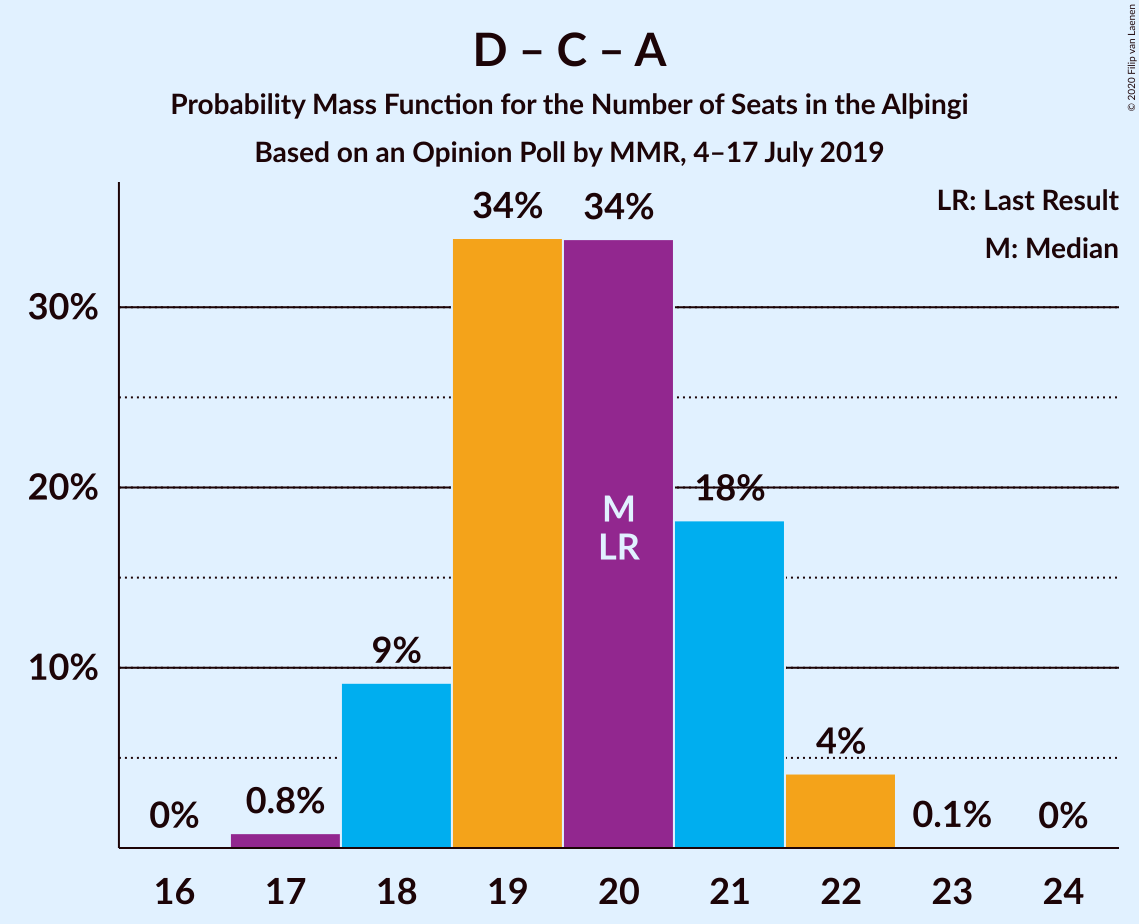 D – C – A
Probability Mass Function for the Number of Seats in the Alþingi
Based on an Opinion Poll by MMR, 4–17 July 2019
© 2020 Filip van Laenen
LR: Last Result
M: Median
34%
34%
30%
20%
18%
M
LR
10%
9%
4%
0%
0.8%
0.1%
0%
16
17
18
19
20
21
22
23
24